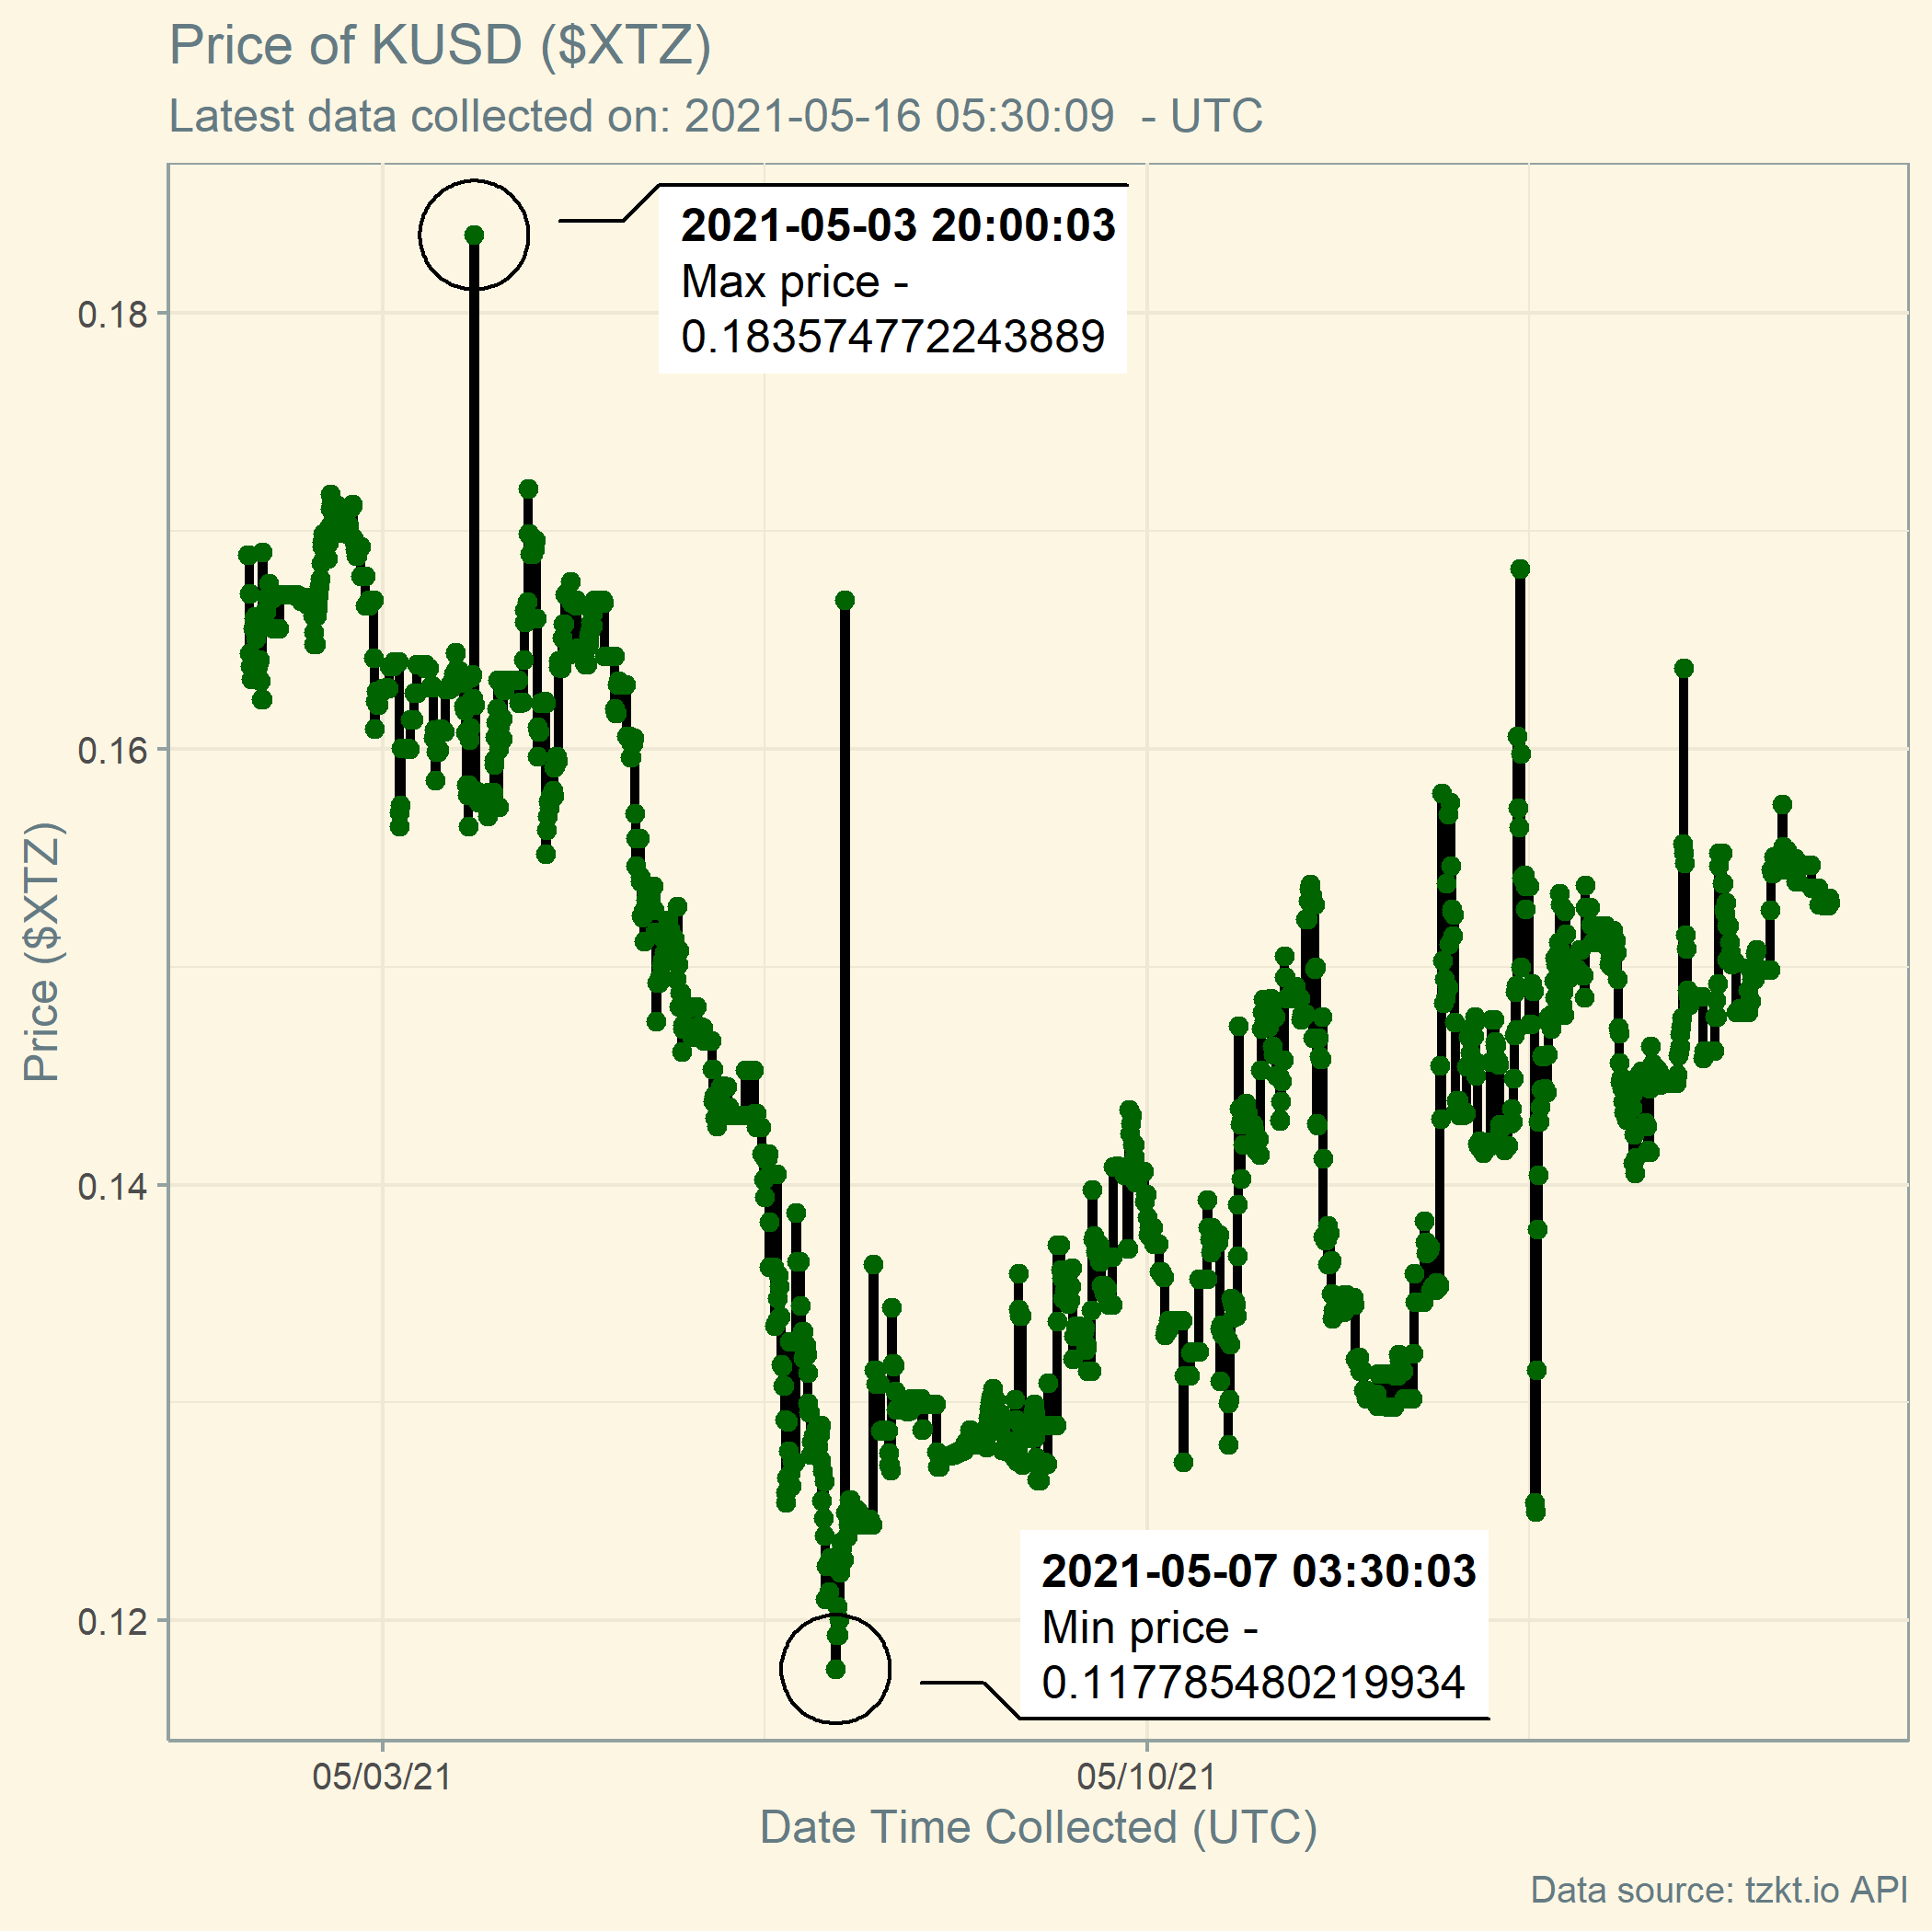 Price of KUSD ($XTZ)
Latest data collected on: 2021-05-16 05:30:09  - UTC
2021-05-03 20:00:03
Max price -
0.183574772243889
0.18
0.16
0.14
0.12
Price ($XTZ)
2021-05-07 03:30:03
Min price -
0.117785480219934
05/03/21
05/10/21
Date Time Collected (UTC)
Data source: tzkt.io API